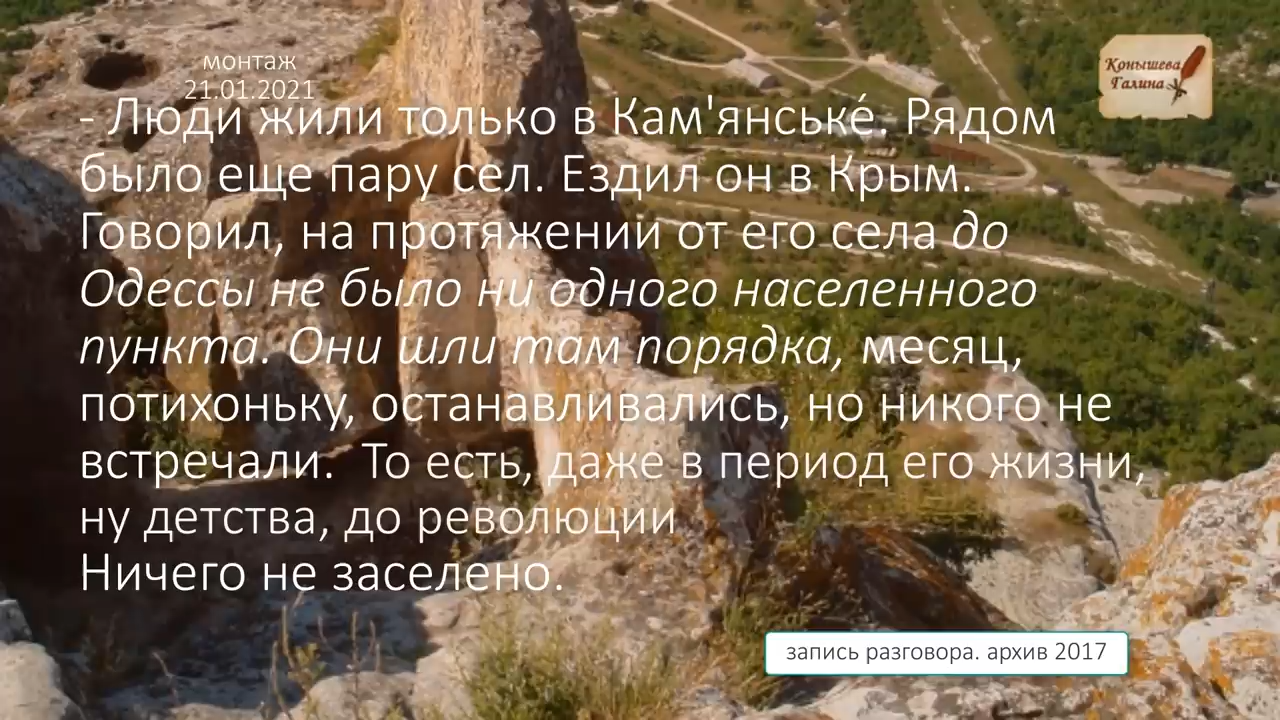 монтаж
21.01.2021
Конышева
Галина
- Люди жили только в Кам'янське́. Рядом
было еще пару сел. Ездил он в Крым.
Говорил, на протяжении от его села до
Одессы не было ни одного населенного
пункта. Они шли там порядка, месяц,
потихоньку, останавливались, но никого не
встречали.  То есть, даже в период его жизни,
ну детства, до революции
Ничего не заселено.
запись разговора. архив 2017